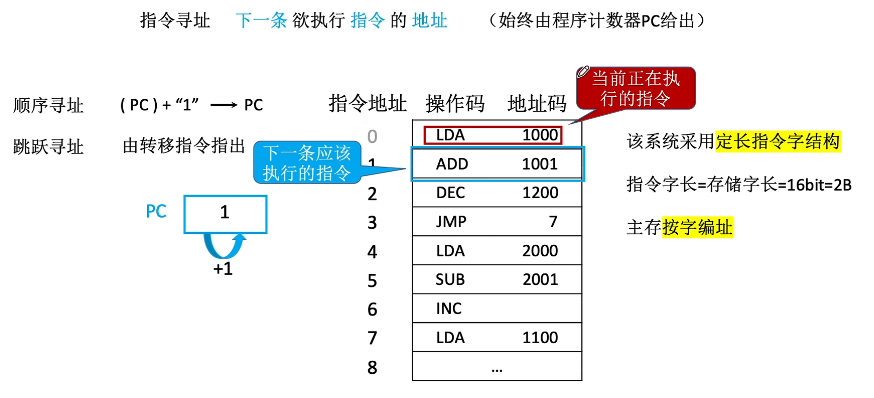 指令寻址 下一条 欲执行 指令 的 地址 (始终由程序计数器PC给出)
顺序寻址 (PC)+“1” → PC
跳跃寻址 由转移指令指出
PC 1
+1
当前正在执
行的指令
下一条应该
执行的指令
指令地址 操作码 地址码
0 LDA 1000
1 ADD 1001
2 DEC 1200
3 JMP 7
4 LDA 2000
5 SUB 2001
6 INC
7 LDA 1100
8 …
该系统采用定长指令字结构
指令字长=存储字长=16bit=2B
主存按字编址